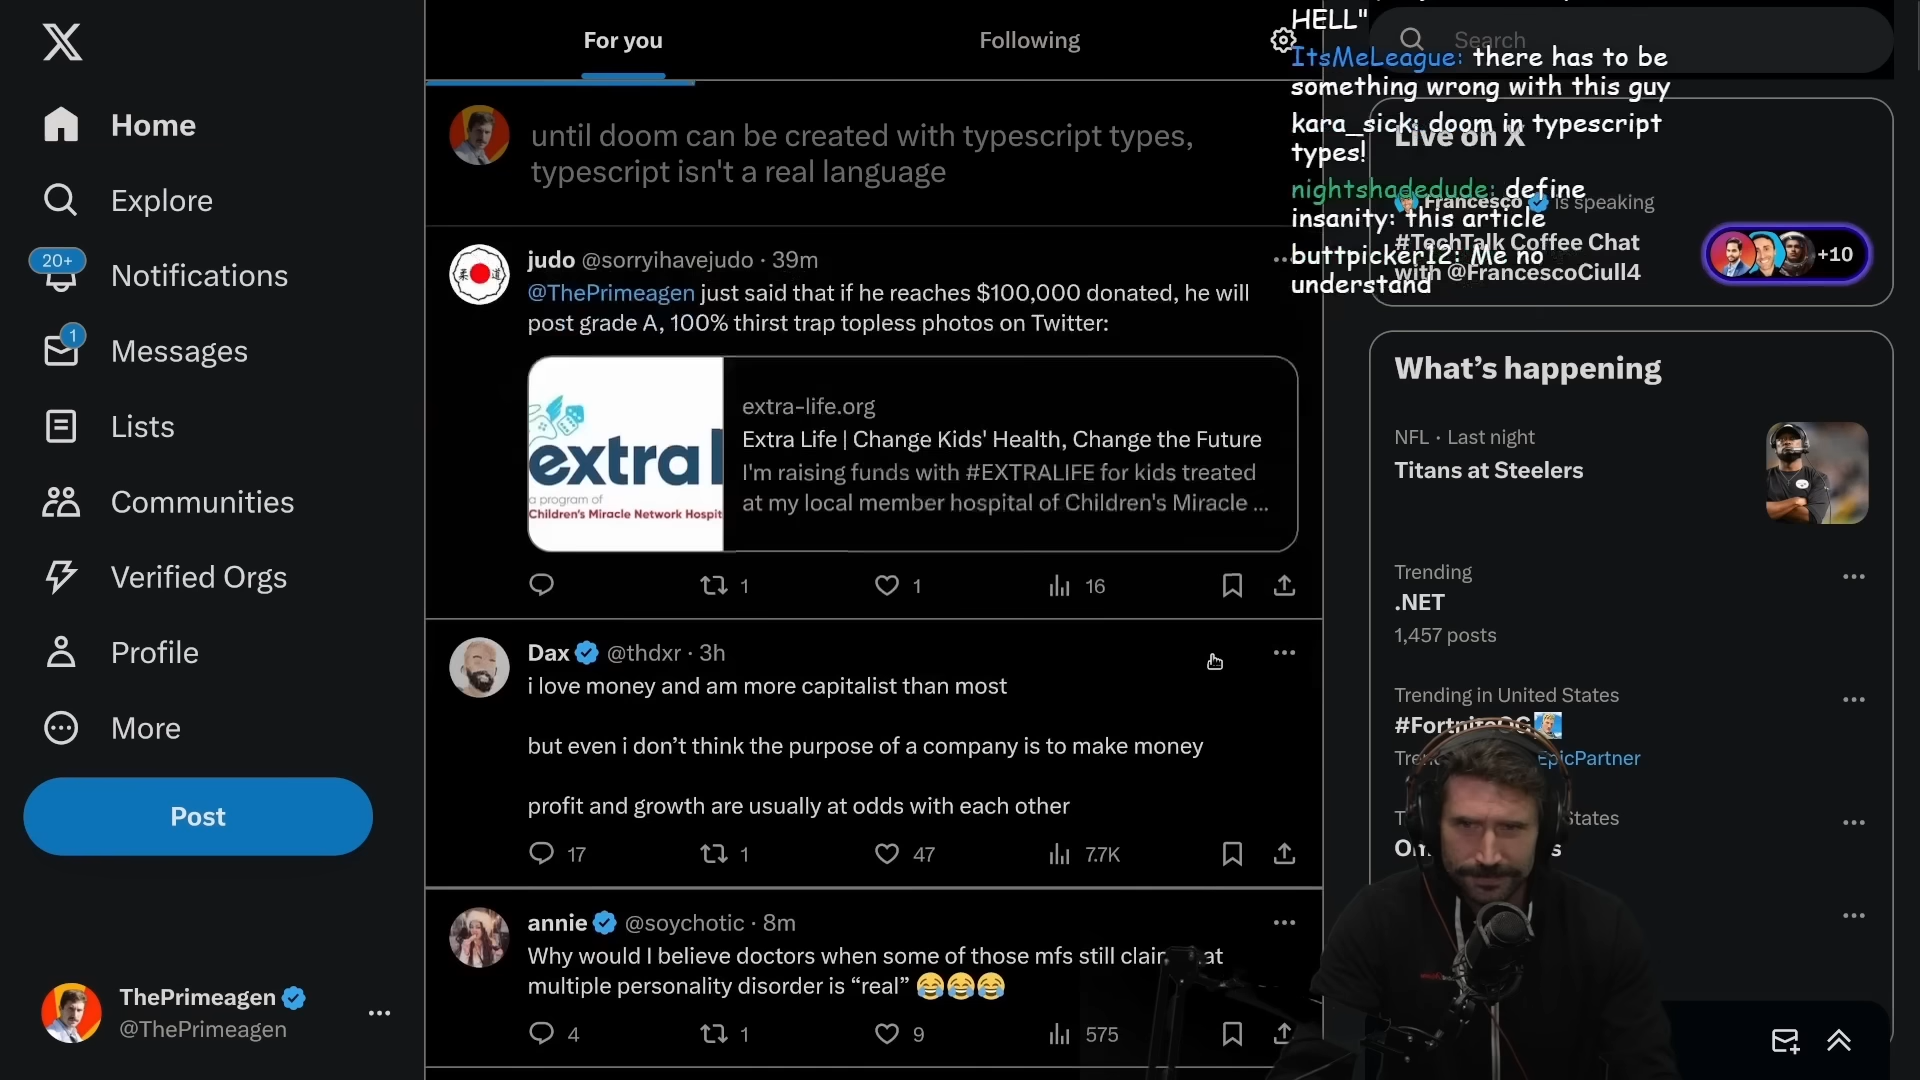 Home
Explore
20+
Notifications
1
Messages
Lists
Communities
Verified Orgs
Profile
More
Post
ThePrimeagen
@ThePrimeagen
For you
Following
until doom can be created with typescript types,
typescript isn't a real language
judo @sorryihavejudo · 39m
@ThePrimeagen just said that if he reaches $100,000 donated, he will
post grade A, 100% thirst trap topless photos on Twitter:
extra l
a program of
Children's Miracle Network Hospit
extra-life.org
Extra Life | Change Kids' Health, Change the Future
I'm raising funds with #EXTRALIFE for kids treated
at my local member hospital of Children's Miracle ...
1
1
16
Dax @thdxr · 3h
i love money and am more capitalist than most
but even i don’t think the purpose of a company is to make money
profit and growth are usually at odds with each other
17
1
47
7.7K
annie @soychotic · 8m
Why would I believe doctors when some of those mfs still claim at
multiple personality disorder is “real” 😂😂😂
4
1
9
575
HELL"
ItsMeLeague: there has to be
something wrong with this guy
kara_sick: doom in typescript
types!
nightshadedude: define
insanity: this article
buttpicker12: Me no
understand
Search
Live on X
Francesco is speaking
#TechTalk Coffee Chat
with @FrancescoCiull4
+10
What’s happening
NFL · Last night
Titans at Steelers
Trending
.NET
1,457 posts
Trending in United States
#FortniteOG
EpicPartner
States